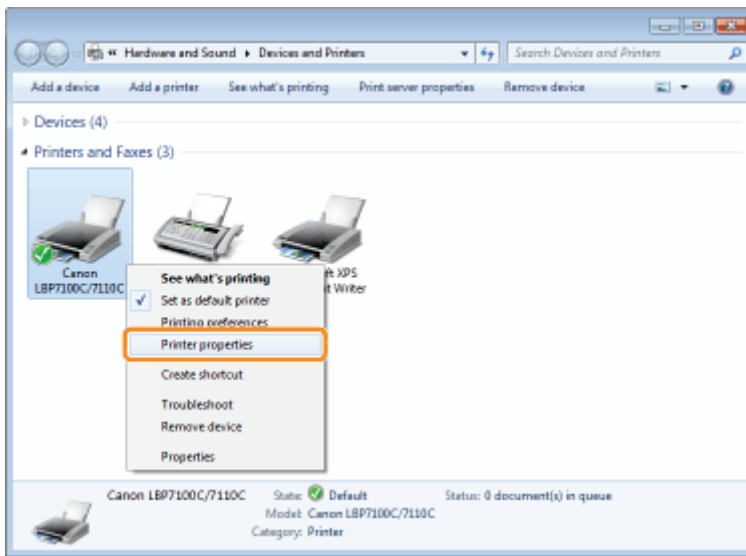 « Hardware and Sound ▸ Devices and Printers
Search Devices and Printers
Add a device Add a printer See what's printing Print server properties Remove device
Devices (4)
Printers and Faxes (3)
Canon
LBP7100C/7110C
XPS
Writer
See what's printing
Set as default printer
Printing preferences
Printer properties
Create shortcut
Troubleshoot
Remove device
Properties
Canon LBP7100C/7110C State: Default Status: 0 document(s) in queue
Model: Canon LBP7100C/7110C
Category: Printer